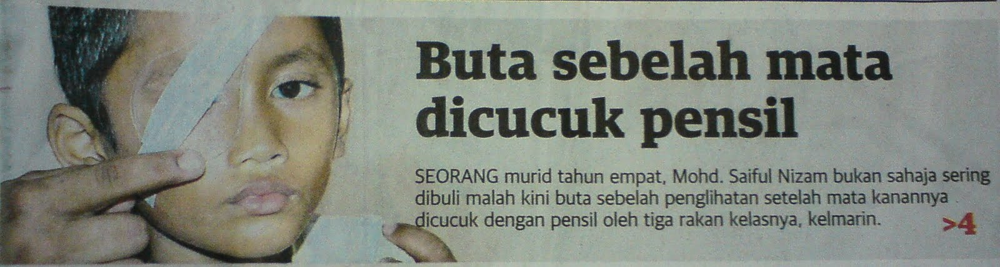 Buta sebelah mata
dicucuk pensil
SEORANG murid tahun empat, Mohd. Saiful Nizam bukan sahaja sering
dibuli malah kini buta sebelah penglihatan setelah mata kanannya
dicucuk dengan pensil oleh tiga rakan kelasnya, kelmarin.
>4